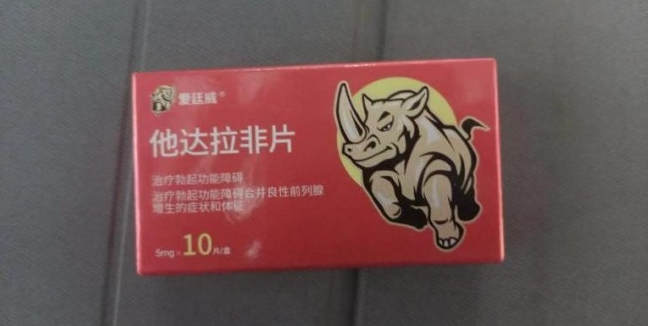 爱廷威®
他达拉非片
治疗勃起功能障碍
治疗勃起功能障碍合并良性前列腺
增生的症状和体征
5mg×10片/盒